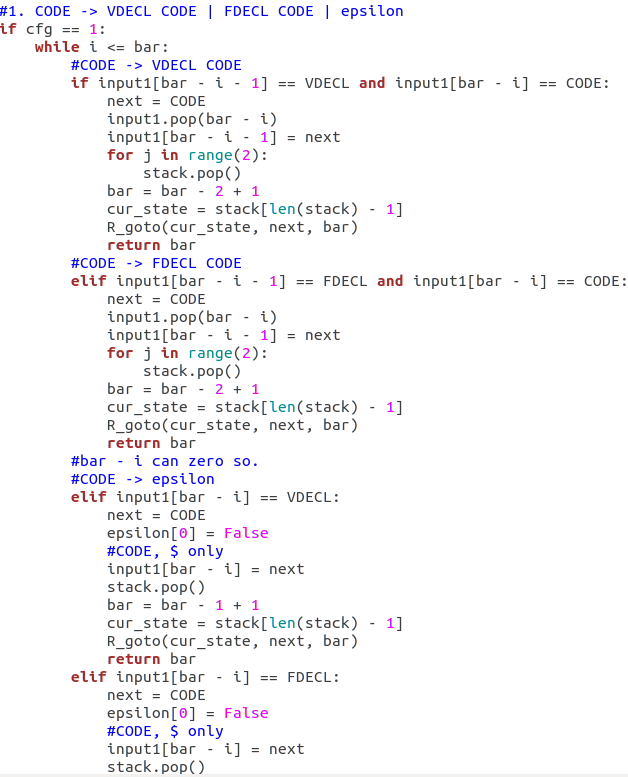 #1. CODE -> VDECL CODE | FDECL CODE | epsilon
if cfg == 1:
    while i <= bar:
        #CODE -> VDECL CODE
        if input1[bar - i - 1] == VDECL and input1[bar - i] == CODE:
            next = CODE
            input1.pop(bar - i)
            input1[bar - i - 1] = next
            for j in range(2):
                stack.pop()
            bar = bar - 2 + 1
            cur_state = stack[len(stack) - 1]
            R_goto(cur_state, next, bar)
            return bar
        #CODE -> FDECL CODE
        elif input1[bar - i - 1] == FDECL and input1[bar - i] == CODE:
            next = CODE
            input1.pop(bar - i)
            input1[bar - i - 1] = next
            for j in range(2):
                stack.pop()
            bar = bar - 2 + 1
            cur_state = stack[len(stack) - 1]
            R_goto(cur_state, next, bar)
            return bar
        #bar - i can zero so.
        #CODE -> epsilon
        elif input1[bar - i] == VDECL:
            next = CODE
            epsilon[0] = False
            #CODE, $ only
            input1[bar - i] = next
            stack.pop()
            bar = bar - 1 + 1
            cur_state = stack[len(stack) - 1]
            R_goto(cur_state, next, bar)
            return bar
        elif input1[bar - i] == FDECL:
            next = CODE
            epsilon[0] = False
            #CODE, $ only
            input1[bar - i] = next
            stack.pop()